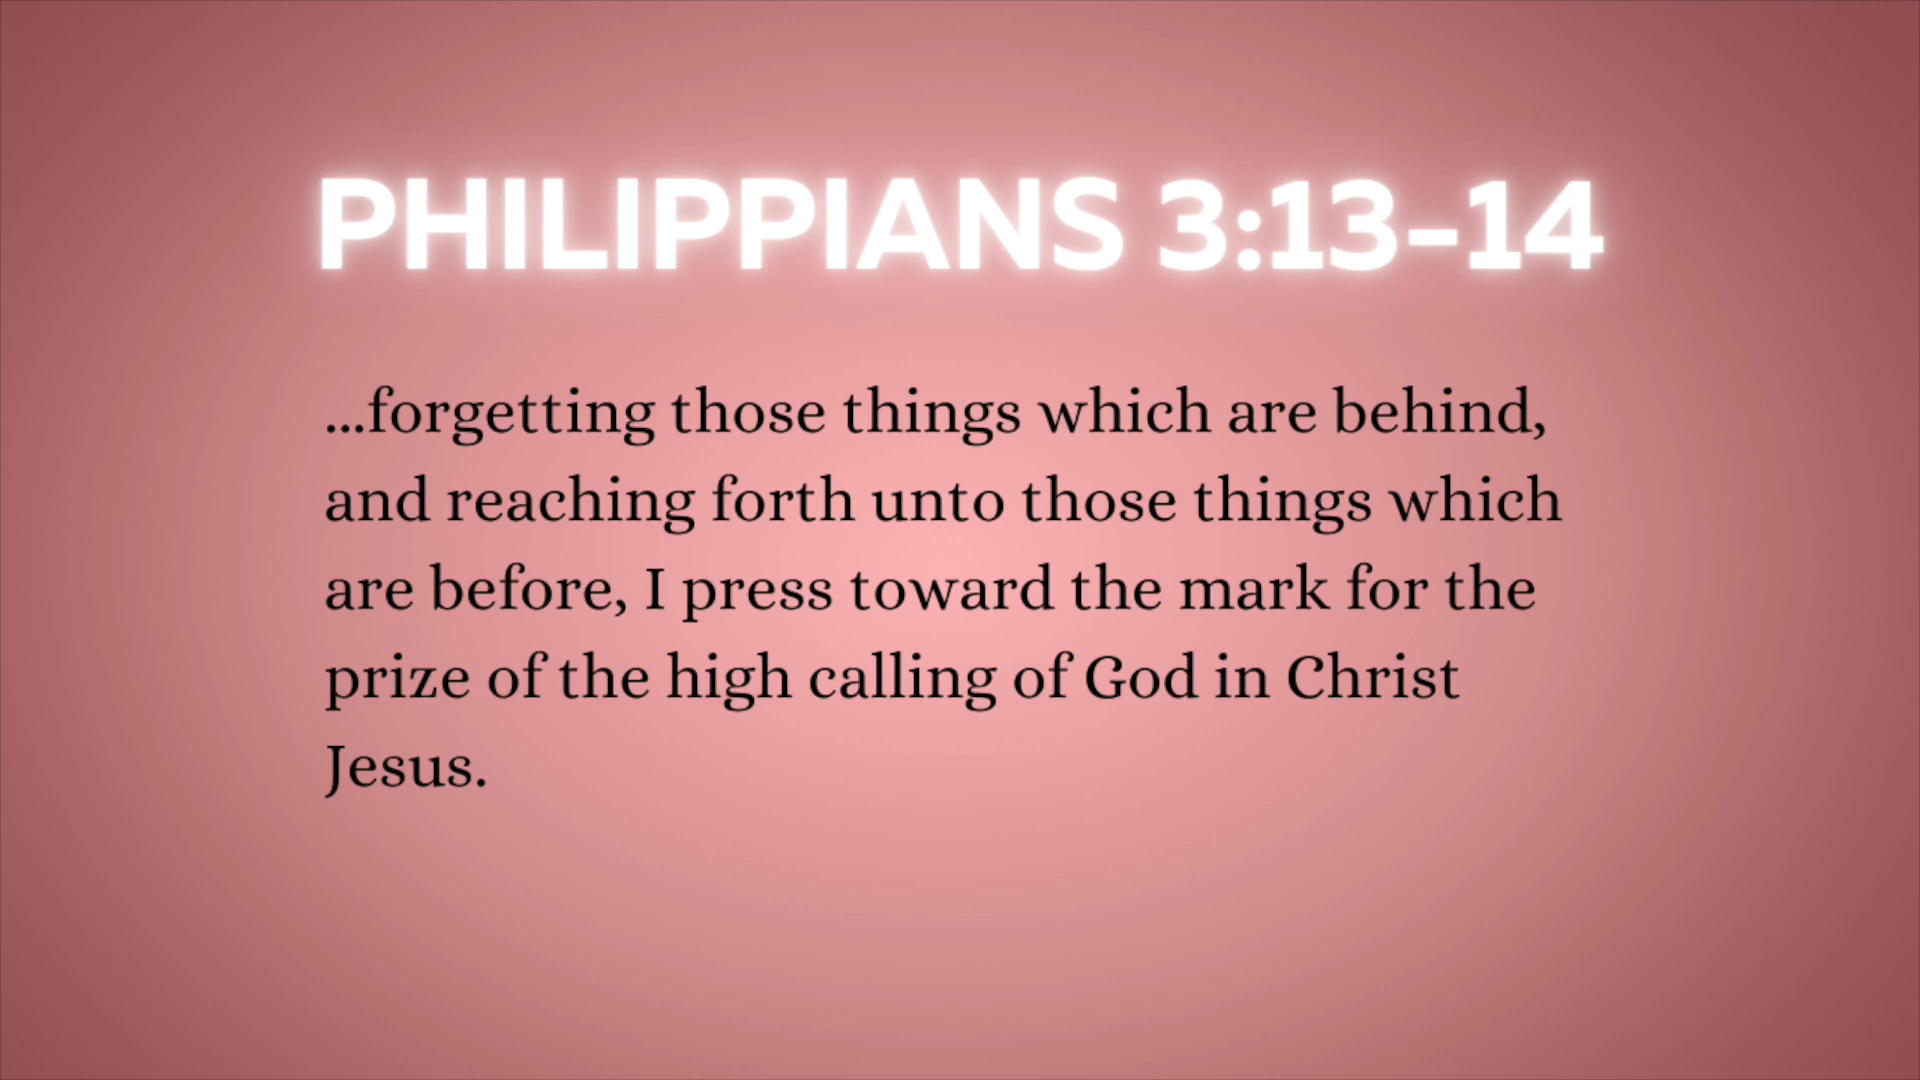 PHILIPPIANS 3:13-14
...forgetting those things which are behind,
and reaching forth unto those things which
are before, I press toward the mark for the
prize of the high calling of God in Christ
Jesus.